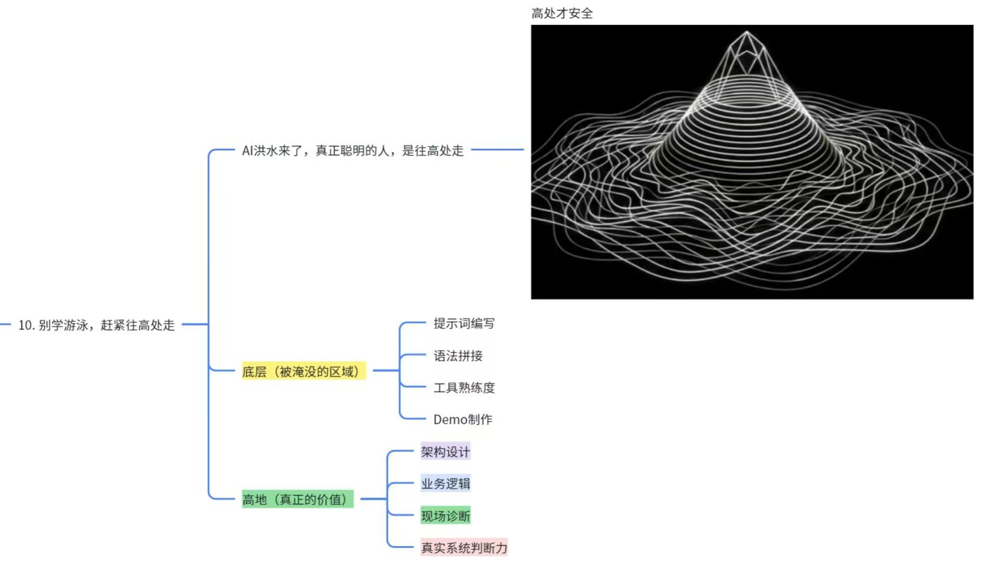 高处才安全
AI洪水来了，真正聪明的人，是往高处走
10. 别学游泳，赶紧往高处走
提示词编写
语法拼接
底层（被淹没的区域）
工具熟练度
Demo制作
架构设计
业务逻辑
高地（真正的价值）
现场诊断
真实系统判断力